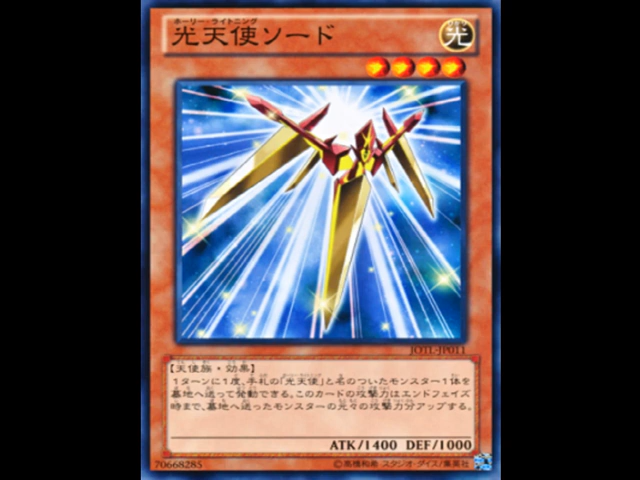 ホーリー・ライトニング
光天使ソード
光
JOTL-JP011
【天使族・効果】
1ターンに1度、手札の「光天使」と名のついたモンスター1体を
墓地へ送って発動できる。このカードの攻撃力はエンドフェイズ
時まで、墓地へ送ったモンスターの元々の攻撃力分アップする。
ATK/1400 DEF/1000
70668285
©高橋和希 スタジオ・ダイス/集英社